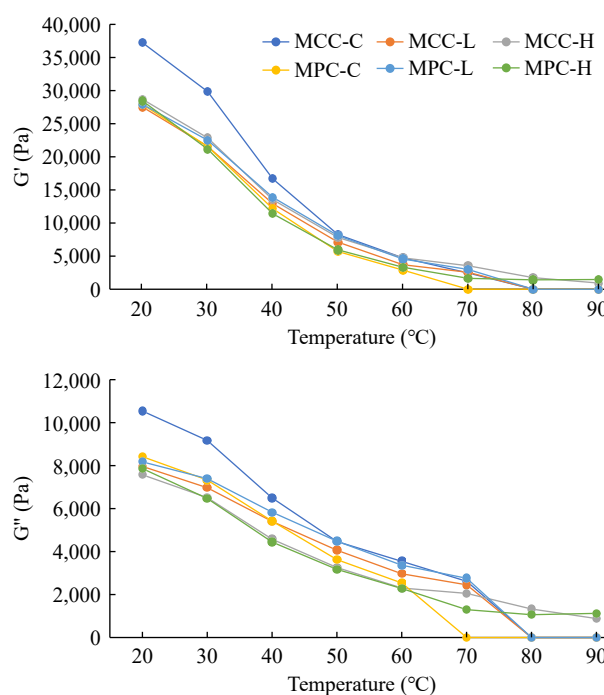 40,000
35,000
30,000
25,000
20,000
15,000
10,000
5,000
0
G' (Pa)
MCC-C MCC-L MCC-H
MPC-C MPC-L MPC-H
20 30 40 50 60 70 80 90
Temperature (℃)
12,000
10,000
8,000
6,000
4,000
2,000
0
G" (Pa)
20 30 40 50 60 70 80 90
Temperature (℃)